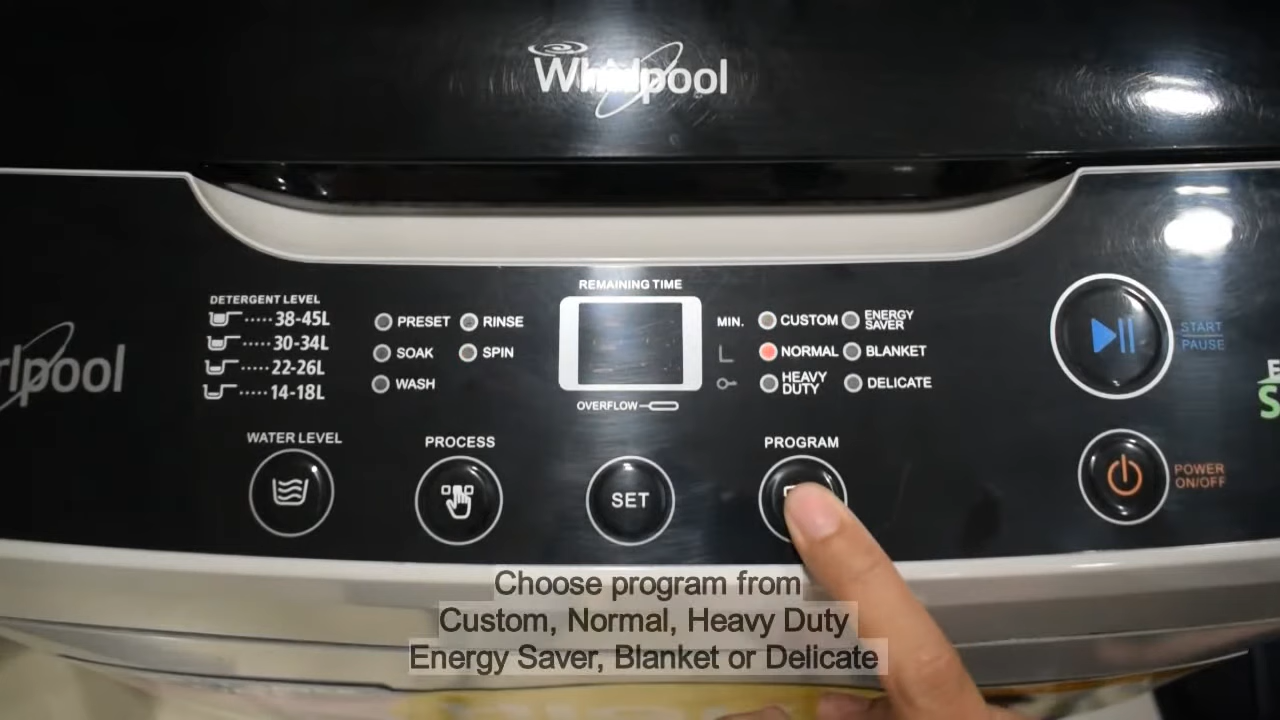 Whirlpool
rlpool
DETERGENT LEVEL
38-45L
30-34L
22-26L
14-18L
PRESET
RINSE
SOAK
SPIN
WASH
REMAINING TIME
OVERFLOW
MIN.
L
CUSTOM
ENERGY
SAVER
NORMAL
BLANKET
HEAVY
DUTY
DELICATE
START
PAUSE
WATER LEVEL
PROCESS
SET
PROGRAM
POWER
ON/OFF
Choose program from
Custom, Normal, Heavy Duty
Energy Saver, Blanket or Delicate